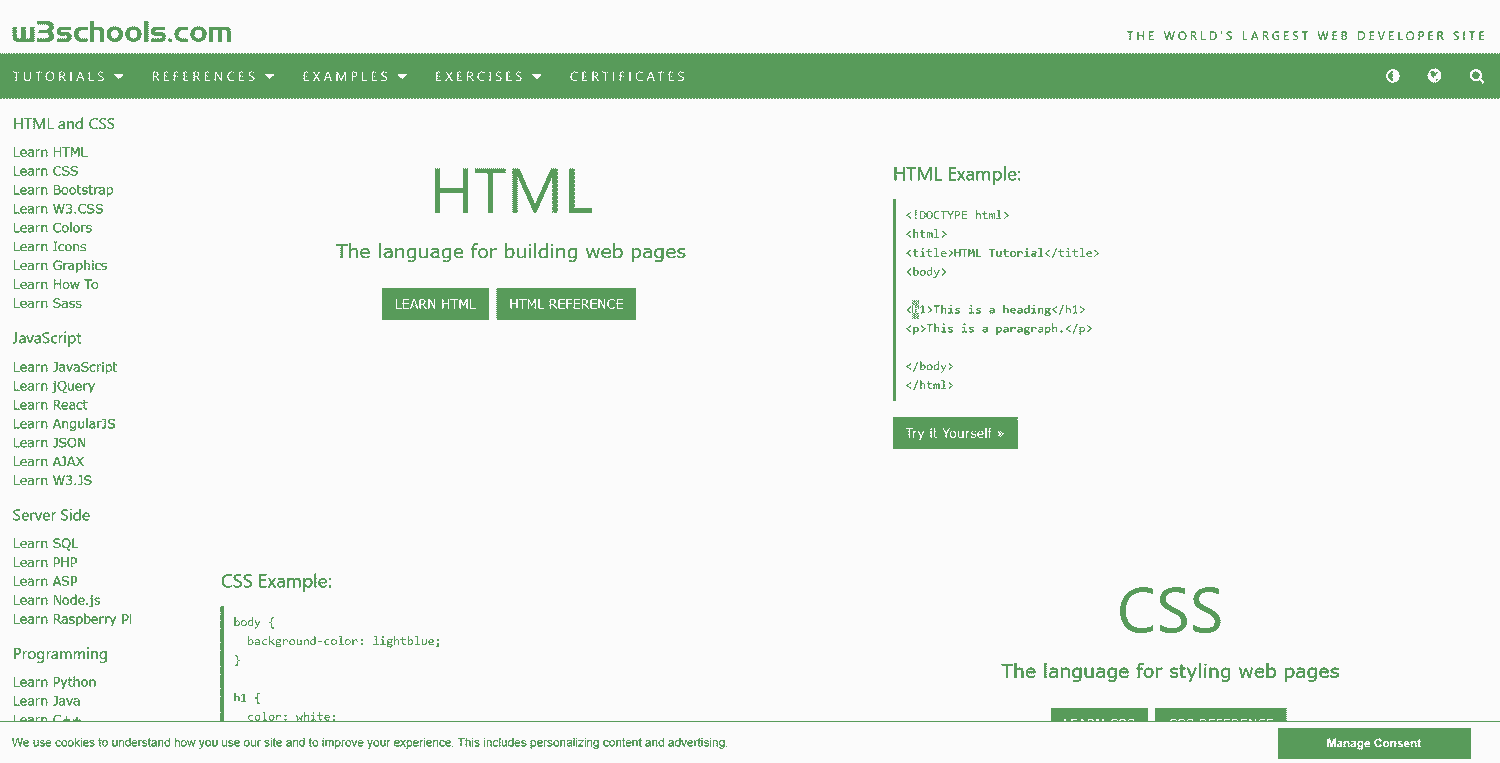 w3schools.com
THE WORLD'S LARGEST WEB DEVELOPER SITE
TUTORIALS REFERENCES EXAMPLES EXERCISES CERTIFICATES
HTML and CSS
Learn HTML
Learn CSS
Learn Bootstrap
Learn W3.CSS
Learn Colors
Learn Icons
Learn Graphics
Learn How To
Learn Sass
JavaScript
Learn JavaScript
Learn jQuery
Learn React
Learn AngularJS
Learn JSON
Learn AJAX
Learn W3.JS
Server Side
Learn SQL
Learn PHP
Learn ASP
Learn Node.js
Learn Raspberry Pi
Programming
Learn Python
Learn Java
Learn C++
HTML
The language for building web pages
LEARN HTML HTML REFERENCE
HTML Example:
<!DOCTYPE html>
<html>
<title>HTML Tutorial</title>
<body>
<h1>This is a heading</h1>
<p>This is a paragraph.</p>
</body>
</html>
Try it Yourself »
CSS Example:
body {
background-color: lightblue;
}
h1 {
color: white;
CSS
The language for styling web pages
LEARN CSS CSS REFERENCE
We use cookies to understand how you use our site and to improve your experience. This includes personalizing content and advertising.
Manage Consent